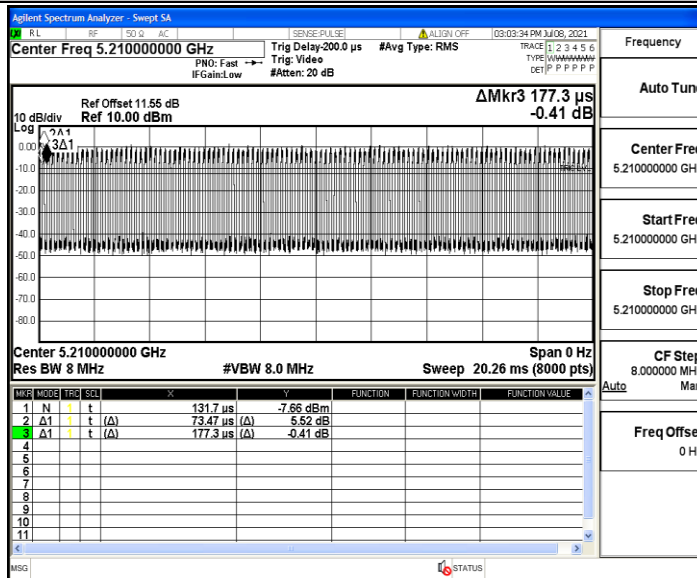 Agilent Spectrum Analyzer - Swept SA
RL RF 50 Ω AC SENSE:PULSE ALIGN OFF 03:03:34 PM Jul 08, 2021
Center Freq 5.210000000 GHz
PNO: Fast
IFGain:Low
Trig Delay-200.0 µs
Trig: Video
#Atten: 20 dB
#Avg Type: RMS
TRACE 1 2 3 4 5 6
TYPE
DET P P P P P P
Frequency
Auto Tun
ΔMkr3 177.3 µs
-0.41 dB
Ref Offset 11.55 dB
10 dB/div Ref 10.00 dBm
Log
2Δ1
3Δ1
0.00
-10.0
-20.0
-30.0
-40.0
-50.0
-60.0
-70.0
-80.0
TRIG LVL
Center Fre
5.210000000 GH
Start Fre
5.210000000 GH
Stop Fre
5.210000000 GH
CF Step
8.000000 MH
Auto Ma
Freq Offse
0 H
Center 5.210000000 GHz Span 0 Hz
Res BW 8 MHz #VBW 8.0 MHz Sweep 20.26 ms (8000 pts)
MKR MODE TRC SCL X Y FUNCTION FUNCTION WIDTH FUNCTION VALUE
1 N 1 t 131.7 µs -7.66 dBm
2 Δ1 1 t (Δ) 73.47 µs (Δ) 5.52 dB
3 Δ1 1 t (Δ) 177.3 µs (Δ) -0.41 dB
4
5
6
7
8
9
10
11
MSG STATUS